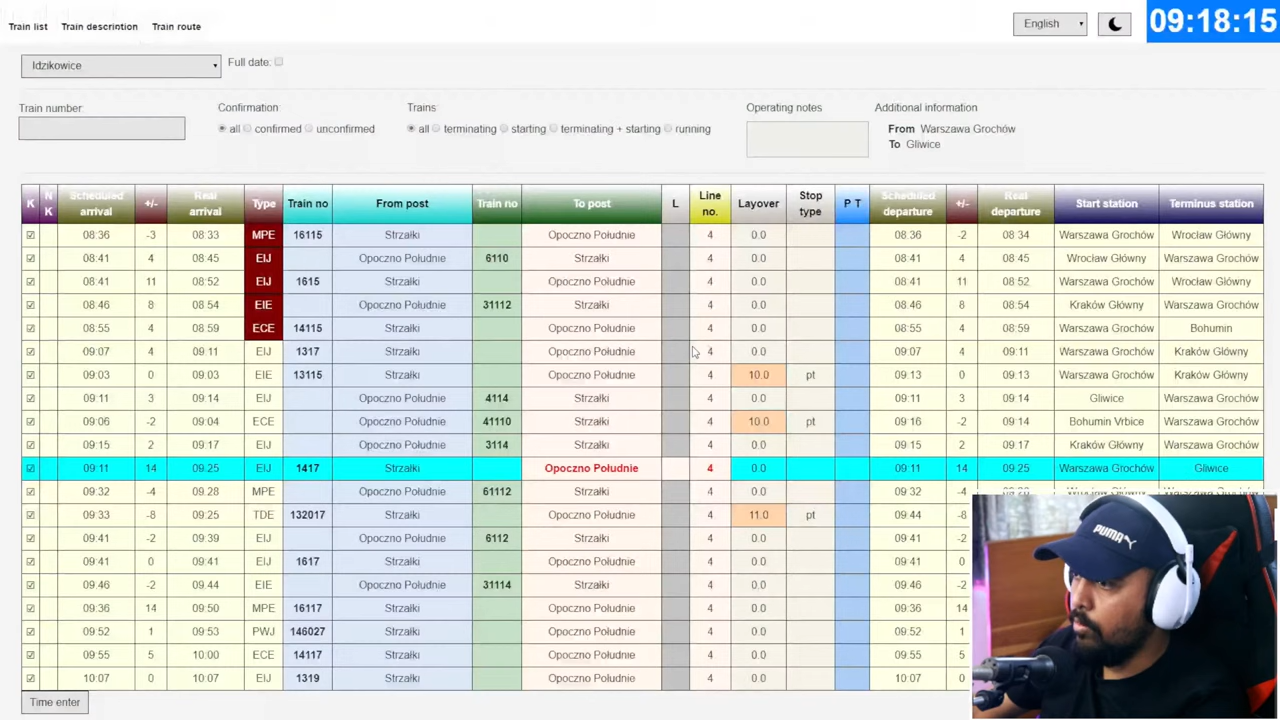 Train list Train description Train route English 09:18:15
Idzikowice Full date:
Train number: Confirmation: Trains: Operating notes Additional information
all confirmed unconfirmed all terminating starting terminating + starting running From Warszawa Grochów
To Gliwice
K N K Scheduled arrival +/- Real arrival Type Train no From post Train no To post L Line no. Layover Stop type P T Scheduled departure +/- Real departure Start station Terminus station
08:36 -3 08:33 MPE 16115 Strzałki Opoczno Południe 4 0.0 08:36 -2 08:34 Warszawa Grochów Wrocław Główny
08:41 4 08:45 EIJ Opoczno Południe 6110 Strzałki 4 0.0 08:41 4 08:45 Wrocław Główny Warszawa Grochów
08:41 11 08:52 EIJ 1615 Strzałki Opoczno Południe 4 0.0 08:41 11 08:52 Warszawa Grochów Wrocław Główny
08:46 8 08:54 EIE Opoczno Południe 31112 Strzałki 4 0.0 08:46 8 08:54 Kraków Główny Warszawa Grochów
08:55 4 08:59 ECE 14115 Strzałki Opoczno Południe 4 0.0 08:55 4 08:59 Warszawa Grochów Bohumin
09:07 4 09:11 EIJ 1317 Strzałki Opoczno Południe 4 0.0 09:07 4 09:11 Warszawa Grochów Kraków Główny
09:03 0 09:03 EIE 13115 Strzałki Opoczno Południe 4 10.0 pt 09:13 0 09:13 Warszawa Grochów Kraków Główny
09:11 3 09:14 EIJ Opoczno Południe 4114 Strzałki 4 0.0 09:11 3 09:14 Gliwice Warszawa Grochów
09:06 -2 09:04 ECE Opoczno Południe 41110 Strzałki 4 10.0 pt 09:16 -2 09:14 Bohumin Vrbice Warszawa Grochów
09:15 2 09:17 EIJ Opoczno Południe 3114 Strzałki 4 0.0 09:15 2 09:17 Kraków Główny Warszawa Grochów
09:11 14 09:25 EIJ 1417 Strzałki Opoczno Południe 4 0.0 09:11 14 09:25 Warszawa Grochów Gliwice
09:32 -4 09:28 MPE Opoczno Południe 61112 Strzałki 4 0.0 09:32 -4
09:33 -8 09:25 TDE 132017 Strzałki Opoczno Południe 4 11.0 pt 09:44 -8
09:41 -2 09:39 EIJ Opoczno Południe 6112 Strzałki 4 0.0 09:41 -2
09:41 0 09:41 EIJ 1617 Strzałki Opoczno Południe 4 0.0 09:41 0
09:46 -2 09:44 EIE Opoczno Południe 31114 Strzałki 4 0.0 09:46 -2
09:36 14 09:50 MPE 16117 Strzałki Opoczno Południe 4 0.0 09:36 14
09:52 1 09:53 PWJ 146027 Strzałki Opoczno Południe 4 0.0 09:52 1
09:55 5 10:00 ECE 14117 Strzałki Opoczno Południe 4 0.0 09:55 5
10:07 0 10:07 EIJ 1319 Strzałki Opoczno Południe 4 0.0 10:07 0
Time enter
PUMA